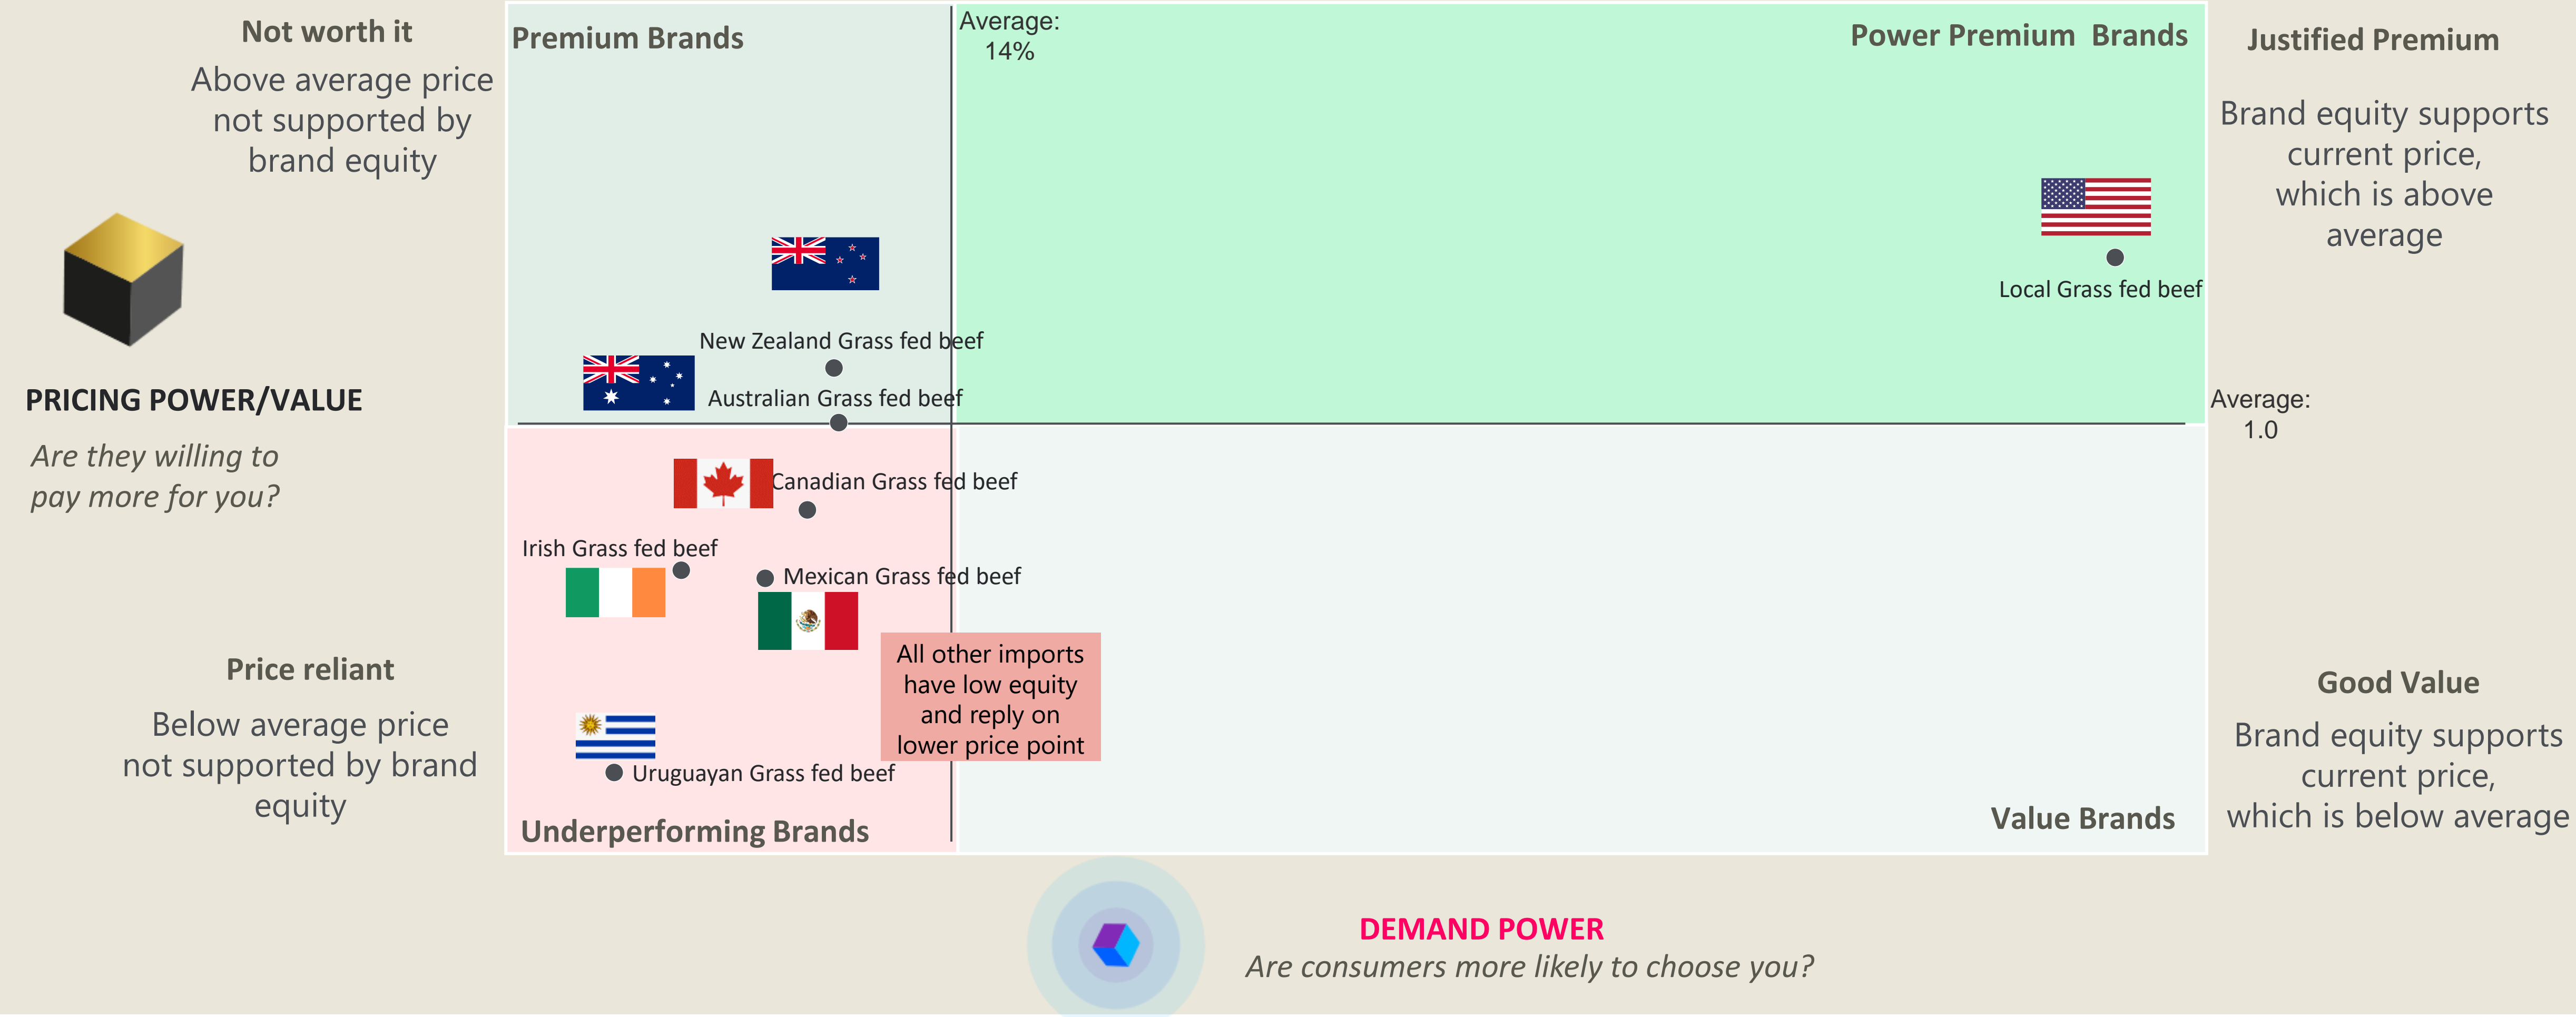 Not worth it
Above average price
not supported by
brand equity
PRICING POWER/VALUE
Are they willing to
pay more for you?
Price reliant
Below average price
not supported by brand
equity
Premium Brands
Average:
14%
Power Premium Brands
New Zealand Grass fed beef
Australian Grass fed beef
Local Grass fed beef
Canadian Grass fed beef
Irish Grass fed beef
Mexican Grass fed beef
All other imports
have low equity
and reply on
lower price point
Uruguayan Grass fed beef
Underperforming Brands
Value Brands
Justified Premium
Brand equity supports
current price,
which is above
average
Average:
1.0
Good Value
Brand equity supports
current price,
which is below average
DEMAND POWER
Are consumers more likely to choose you?